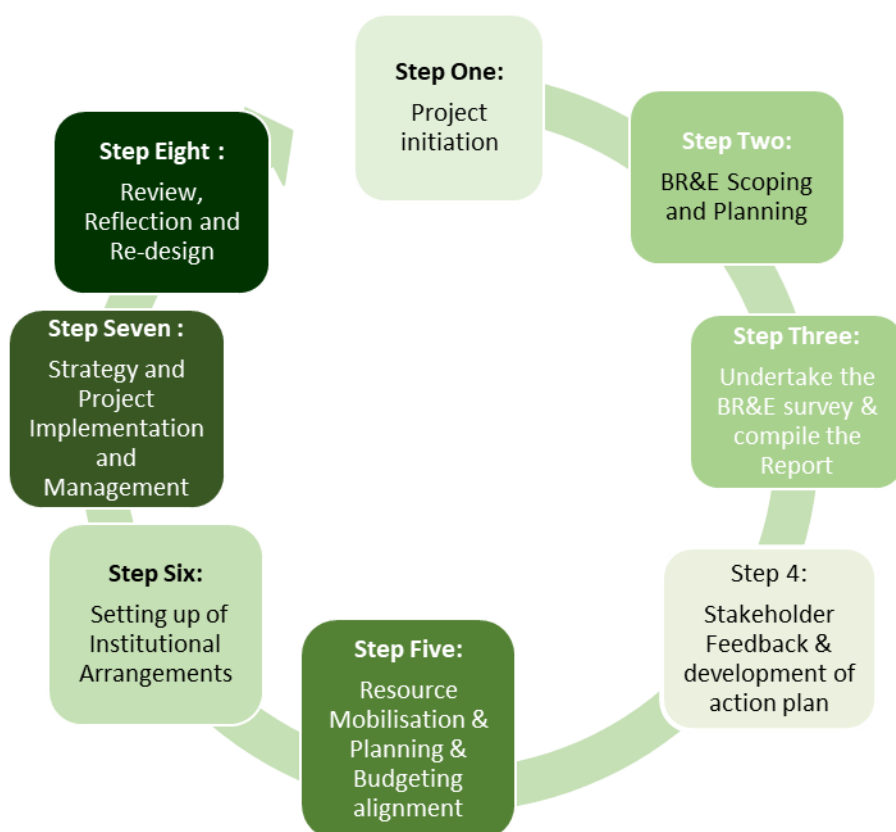 Step One:
Project
initiation
Step Two:
BR&E Scoping
and Planning
Step Three:
Undertake the
BR&E survey &
compile the
Report
Step 4:
Stakeholder
Feedback &
development of
action plan
Step Five:
Resource
Mobilisation &
Planning &
Budgeting
alignment
Step Six:
Setting up of
Institutional
Arrangements
Step Seven :
Strategy and
Project
Implementation
and
Management
Step Eight :
Review,
Reflection and
Re-design